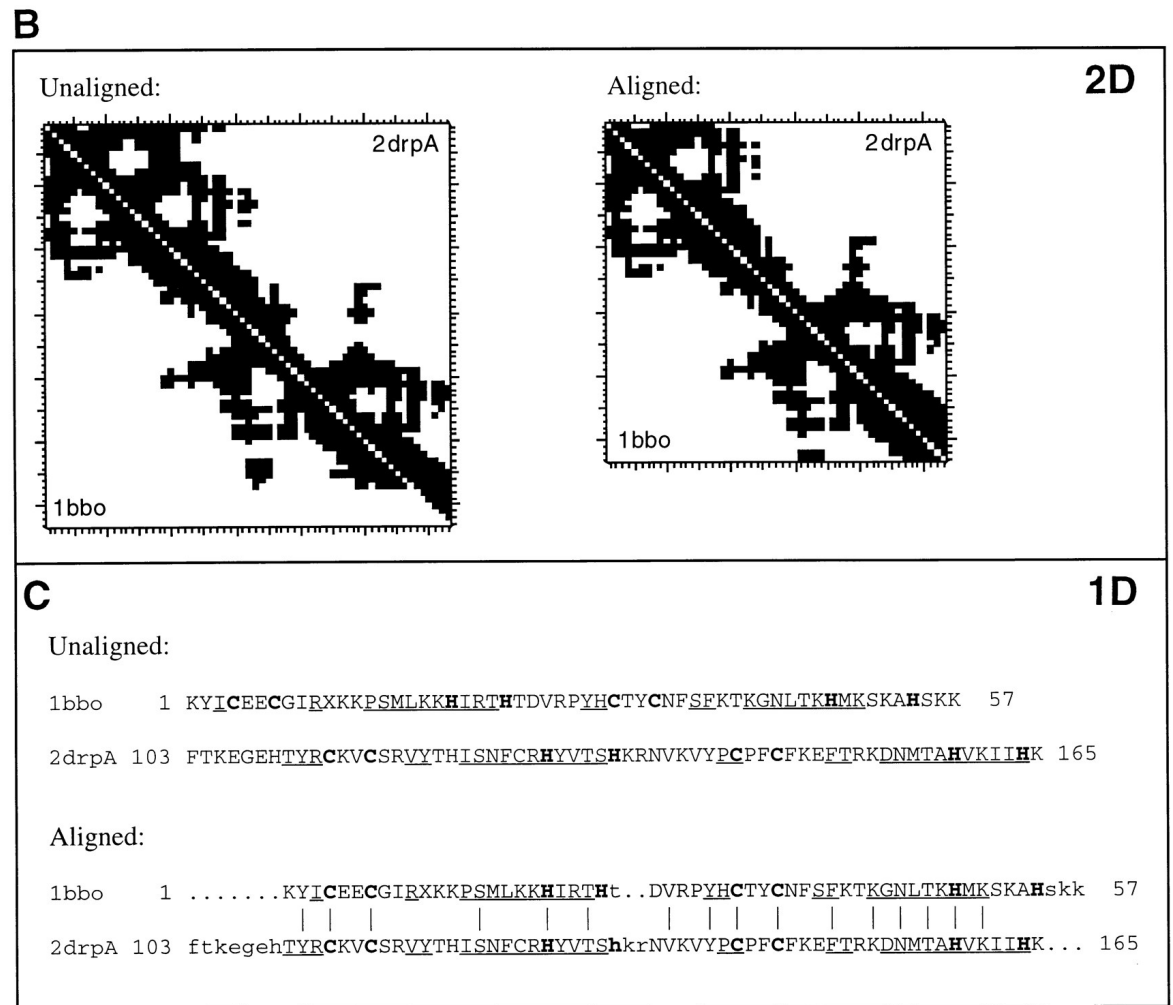 B
2D
Unaligned:
2drpA
1bbo
Aligned:
2drpA
1bbo
C
1D
Unaligned:
1bbo 1 KYICEECGIRXKKPSMLKKHIRTHTDVRPYHCTYCNFSFKTKGNLTKHMKSKAHSKK 57
2drpA 103 FTKEGEHTYRCKVCSRVYTHISNFCRHYVTSHKRNVKVYPCPFCFKEFTRKDNMTAHVKIIHK 165
Aligned:
1bbo 1 .......KYICEECGIRXKKPSMLKKHIRTHt..DVRPYHCTYCNFSFKTKGNLTKHMKSKAHskk 57
2drpA 103 ftkegehTYRCKVCSRVYTHISNFCRHYVTShkrNVKVYPCPFCFKEFTRKDNMTAHVKIIHK... 165